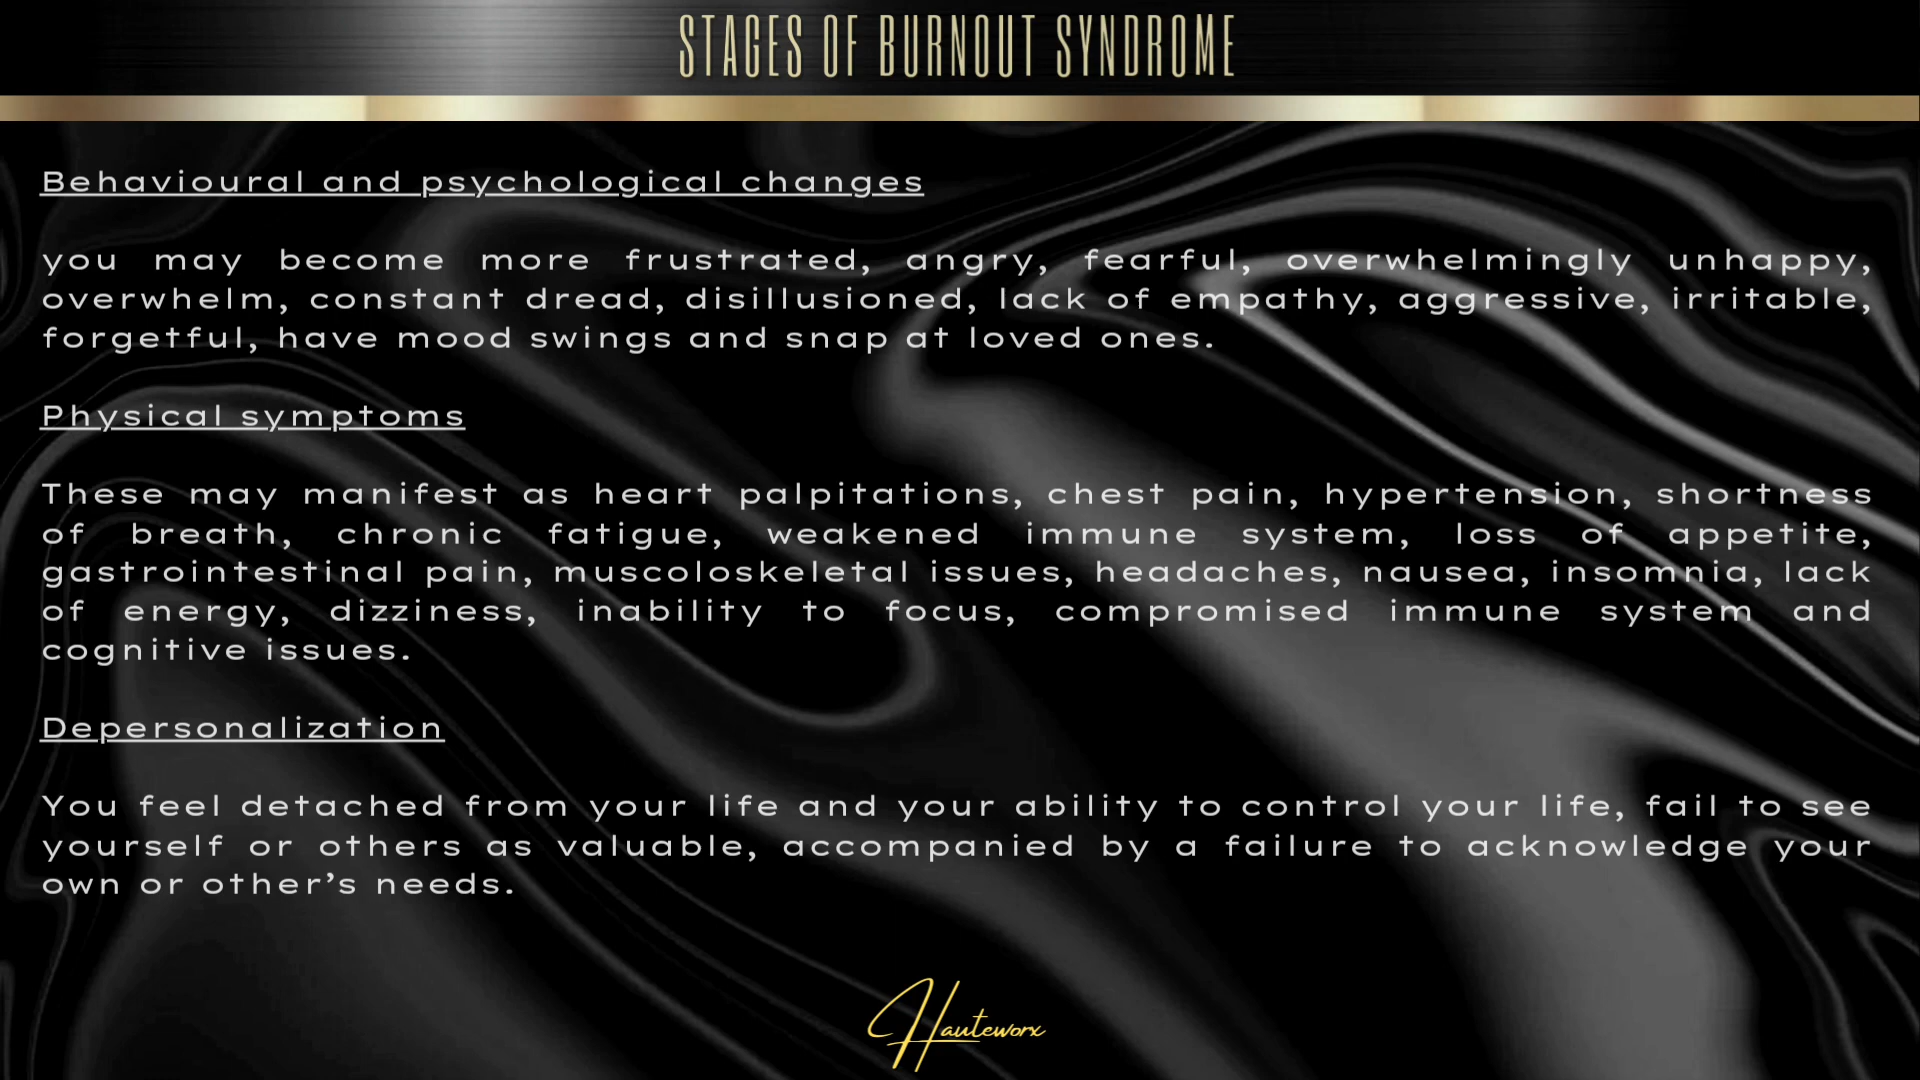 STAGES OF BURNOUT SYNDROME
Behavioural and psychological changes
you may become more frustrated, angry, fearful, overwhelmingly unhappy,
overwhelm, constant dread, disillusioned, lack of empathy, aggressive, irritable,
forgetful, have mood swings and snap at loved ones.
Physical symptoms
These may manifest as heart palpitations, chest pain, hypertension, shortness
of breath, chronic fatigue, weakened immune system, loss of appetite,
gastrointestinal pain, muscoloskeletal issues, headaches, nausea, insomnia, lack
of energy, dizziness, inability to focus, compromised immune system and
cognitive issues.
Depersonalization
You feel detached from your life and your ability to control your life, fail to see
yourself or others as valuable, accompanied by a failure to acknowledge your
own or other’s needs.
Hauteworx